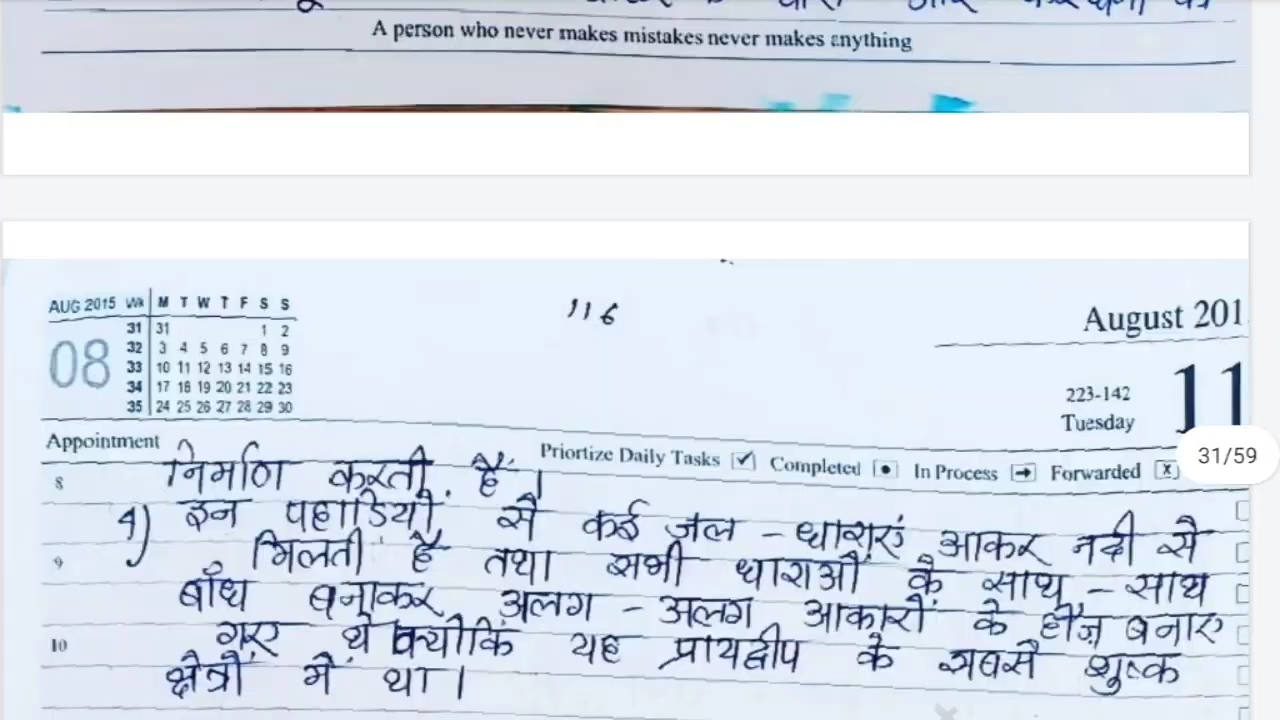 A person who never makes mistakes never makes anything
116
AUG 2015 Wk M T W T F S S
31 31 1 2
08
32 3 4 5 6 7 8 9
33 10 11 12 13 14 15 16
34 17 18 19 20 21 22 23
35 24 25 26 27 28 29 30
August 201
223-142
Tuesday
11
31/59
Appointment
Priortize Daily Tasks Completed In Process Forwarded
8
निर्माण करती हैं।
4) इन पहाडियों से कई जल - धाराएं आकर नदी से
9
मिलती है तथा सभी धाराओं के साथ - साथ
बाँध बनाकर अलग - अलग आकारों के हौज़ बनाए
10
गए थे क्योंकि यह प्रायद्वीप के सबसे शुष्क
क्षेत्रों में था।